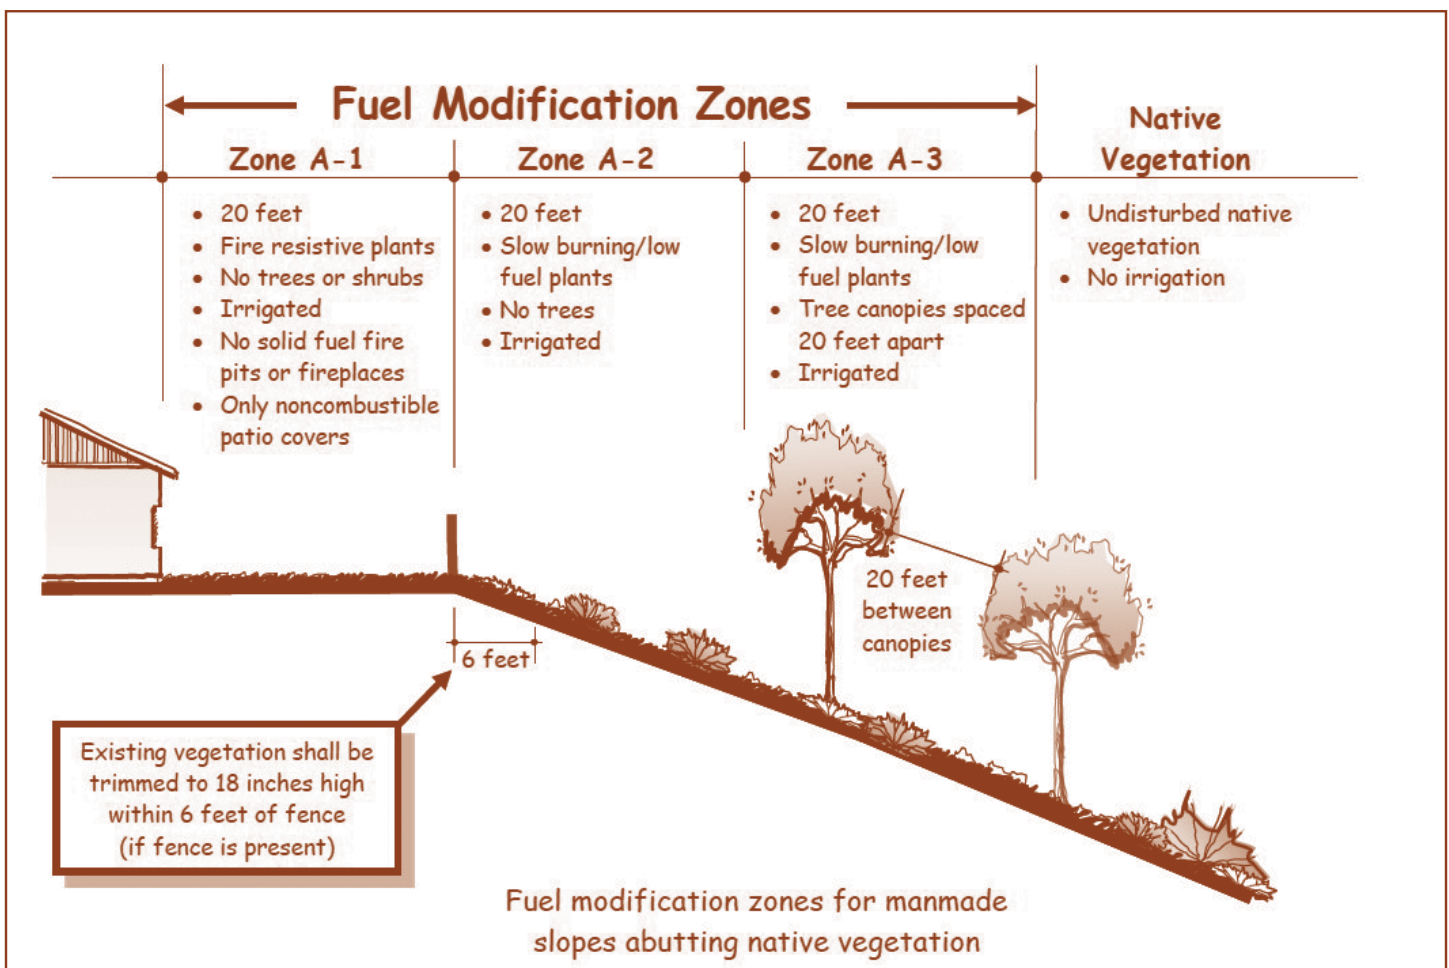 Fuel Modification Zones
Native
Vegetation
Zone A-1
• 20 feet
• Fire resistive plants
• No trees or shrubs
• Irrigated
• No solid fuel fire
pits or fireplaces
• Only noncombustible
patio covers
Zone A-2
• 20 feet
• Slow burning/low
fuel plants
• No trees
• Irrigated
Zone A-3
• 20 feet
• Slow burning/low
fuel plants
• Tree canopies spaced
20 feet apart
• Irrigated
• Undisturbed native
vegetation
• No irrigation
20 feet
between
canopies
6 feet
Existing vegetation shall be
trimmed to 18 inches high
within 6 feet of fence
(if fence is present)
Fuel modification zones for manmade
slopes abutting native vegetation